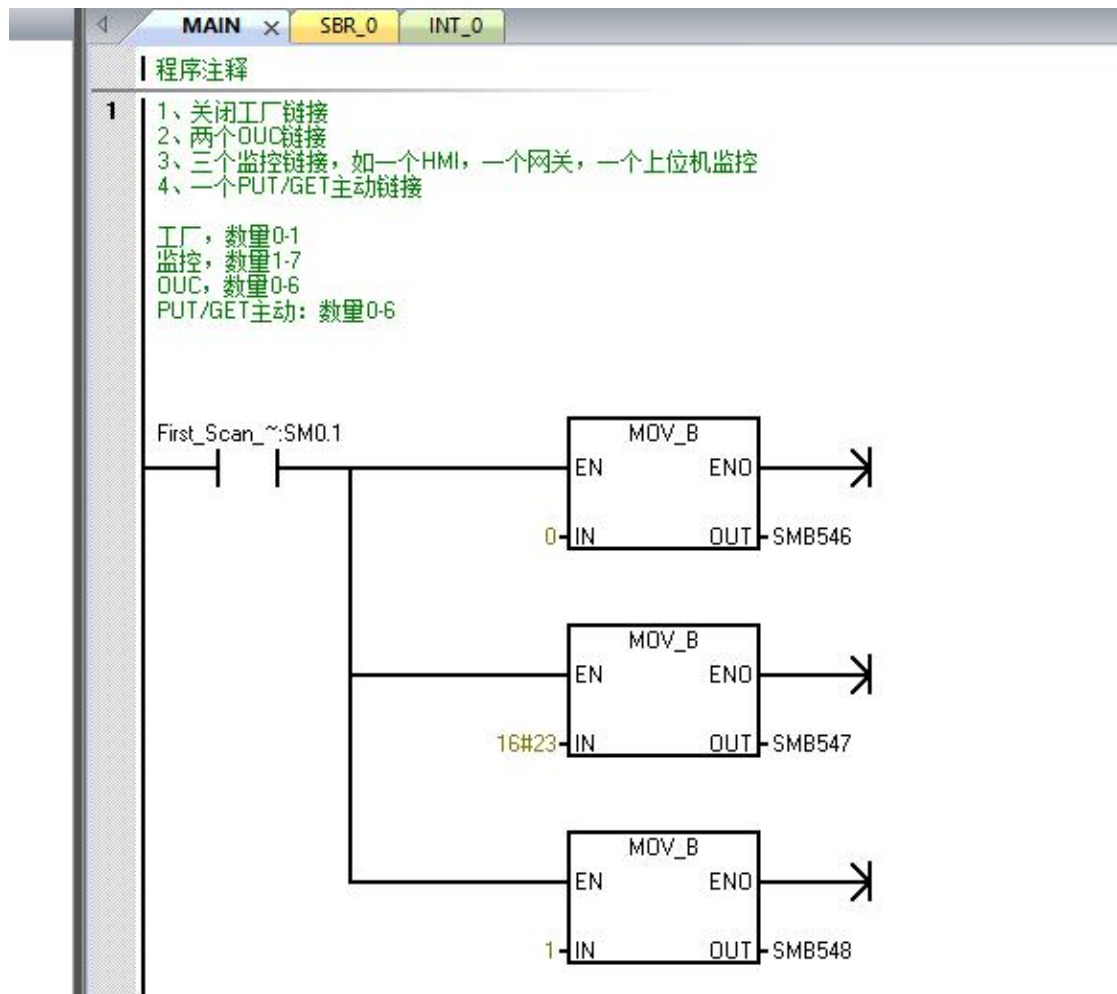 MAIN × SBR_0 INT_0
程序注释
1
1、关闭工厂链接
2、两个OUC链接
3、三个监控链接，如一个HMI，一个网关，一个上位机监控
4、一个PUT/GET主动链接
工厂，数量0-1
监控，数量1-7
OUC，数量0-6
PUT/GET主动：数量0-6
First_Scan_~:SM0.1
MOV_B
EN ENO
0 IN OUT SMB546
MOV_B
EN ENO
16#23 IN OUT SMB547
MOV_B
EN ENO
1 IN OUT SMB548